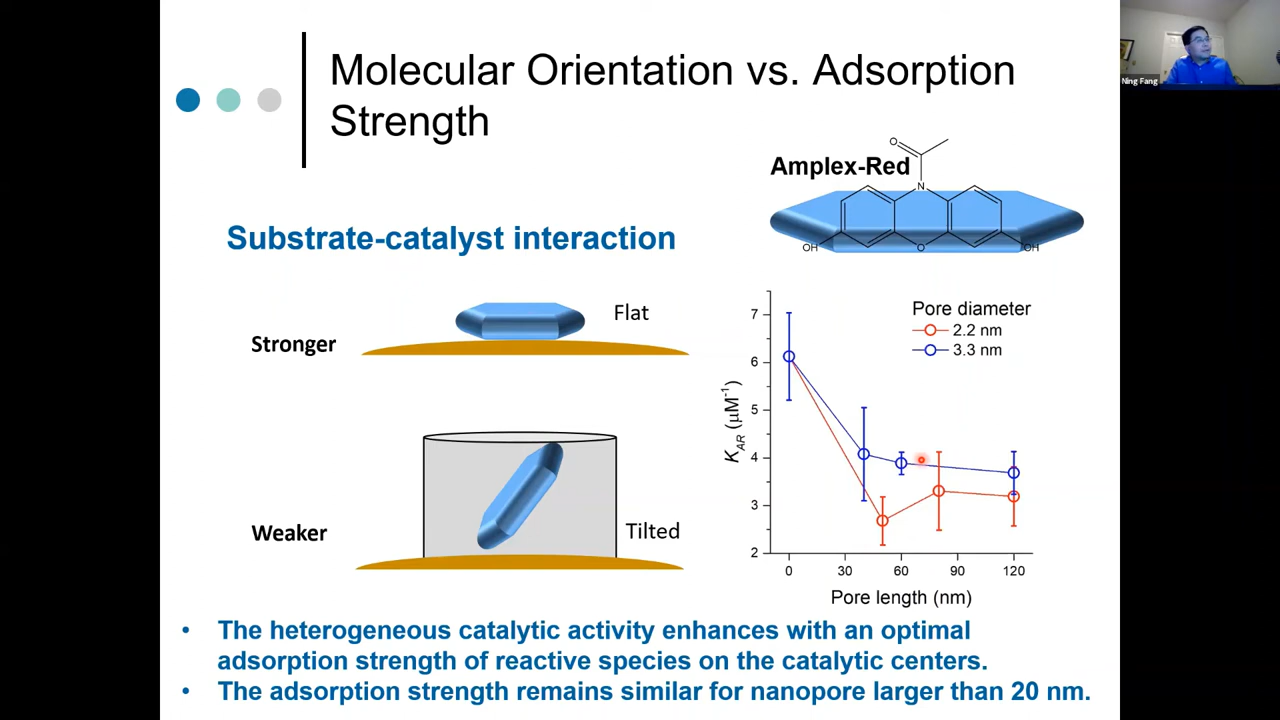 Molecular Orientation vs. Adsorption
Strength
Ning Fang
Amplex-Red
O
N
O
OH
OH
Substrate-catalyst interaction
Flat
Stronger
Weaker
Tilted
Pore diameter
2.2 nm
3.3 nm
7
6
5
4
3
2
K_AR (μM⁻¹)
0 30 60 90 120
Pore length (nm)
• The heterogeneous catalytic activity enhances with an optimal
adsorption strength of reactive species on the catalytic centers.
• The adsorption strength remains similar for nanopore larger than 20 nm.